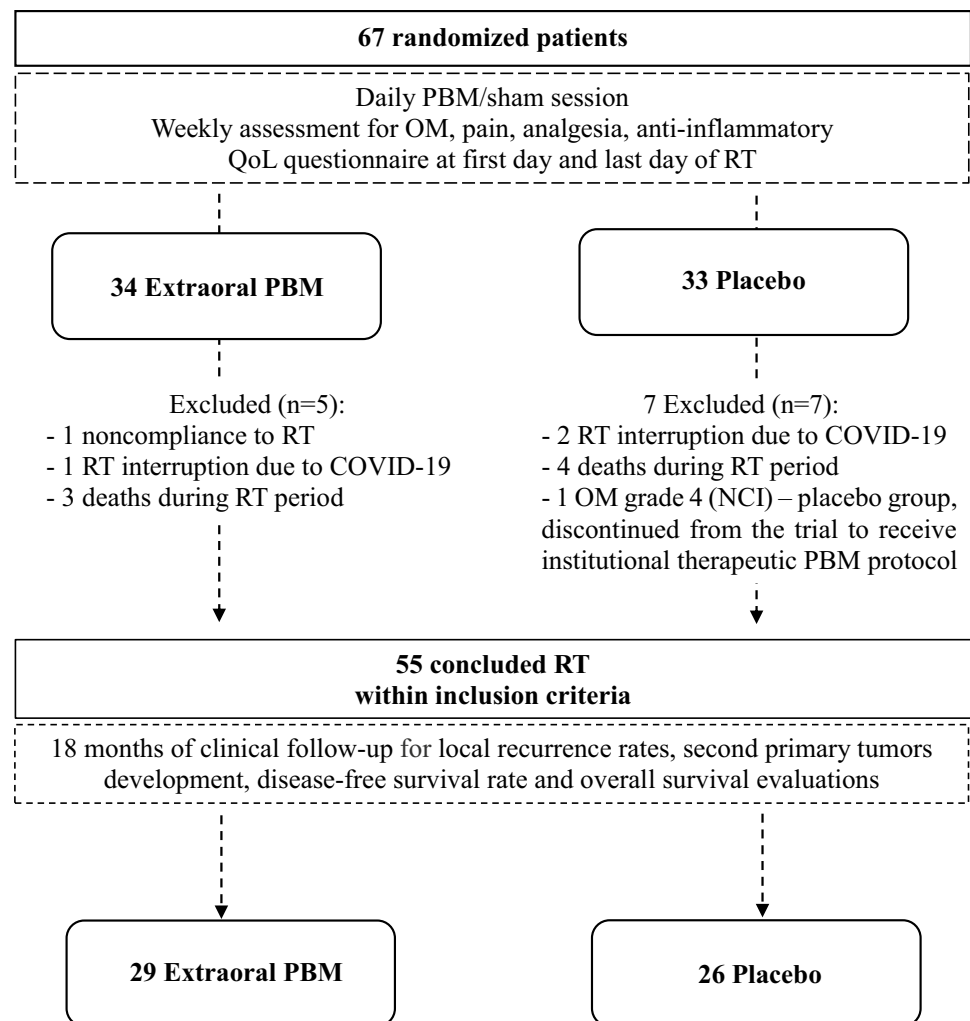 67 randomized patients
Daily PBM/sham session
Weekly assessment for OM, pain, analgesia, anti-inflammatory
QoL questionnaire at first day and last day of RT
34 Extraoral PBM
33 Placebo
Excluded (n=5):
- 1 noncompliance to RT
- 1 RT interruption due to COVID-19
- 3 deaths during RT period
7 Excluded (n=7):
- 2 RT interruption due to COVID-19
- 4 deaths during RT period
- 1 OM grade 4 (NCI) – placebo group,
discontinued from the trial to receive
institutional therapeutic PBM protocol
55 concluded RT
within inclusion criteria
18 months of clinical follow-up for local recurrence rates, second primary tumors
development, disease-free survival rate and overall survival evaluations
29 Extraoral PBM
26 Placebo